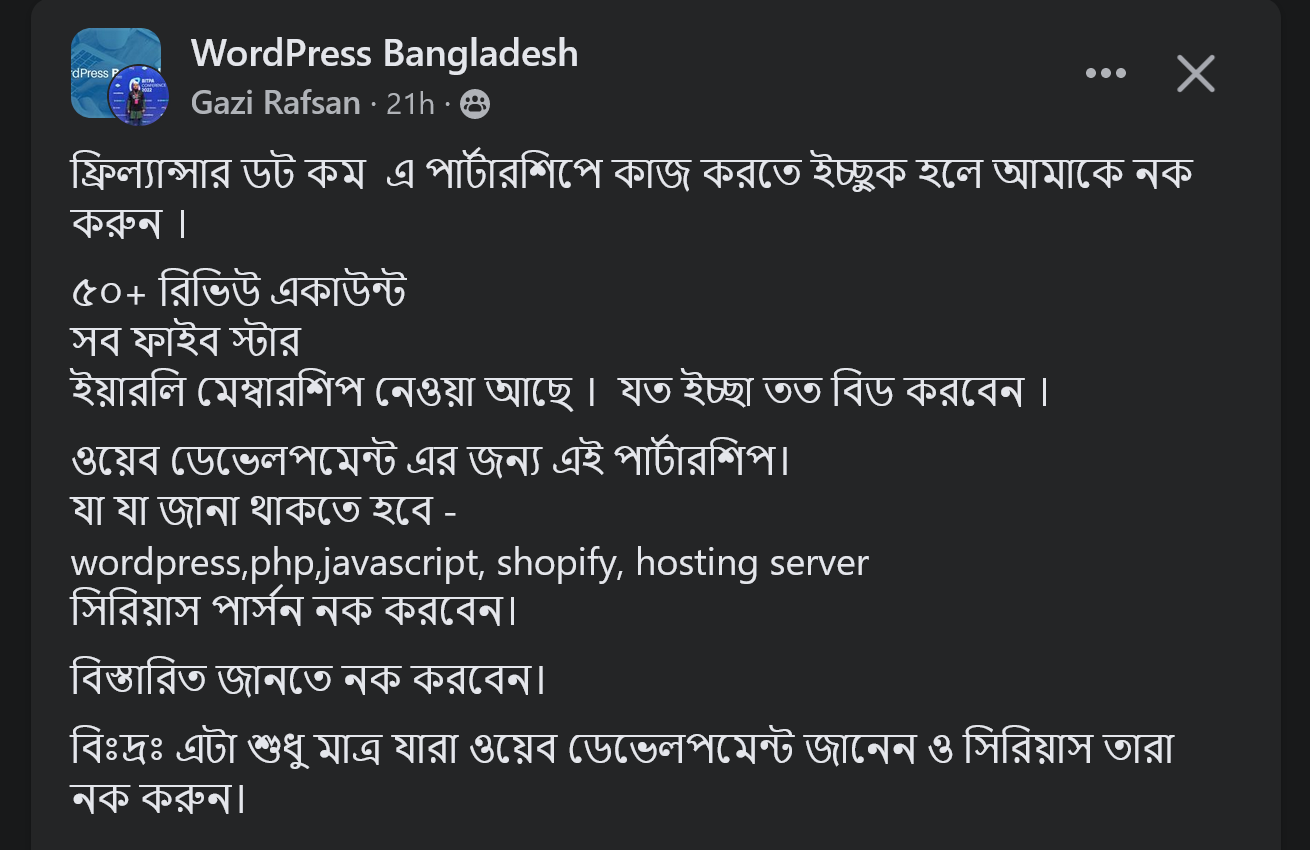 WordPress Bangladesh
Gazi Rafsan · 21h ·
ফ্রিল্যান্সার ডট কম এ পার্টারশিপে কাজ করতে ইচ্ছুক হলে আমাকে নক
করুন ।
৫০+ রিভিউ একাউন্ট
সব ফাইব স্টার
ইয়ারলি মেম্বারশিপ নেওয়া আছে । যত ইচ্ছা তত বিড করবেন ।
ওয়েব ডেভেলপমেন্ট এর জন্য এই পার্টারশিপ।
যা যা জানা থাকতে হবে -
wordpress,php,javascript, shopify, hosting server
সিরিয়াস পার্সন নক করবেন।
বিস্তারিত জানতে নক করবেন।
বিঃদ্রঃ এটা শুধু মাত্র যারা ওয়েব ডেভেলপমেন্ট জানেন ও সিরিয়াস তারা
নক করুন।